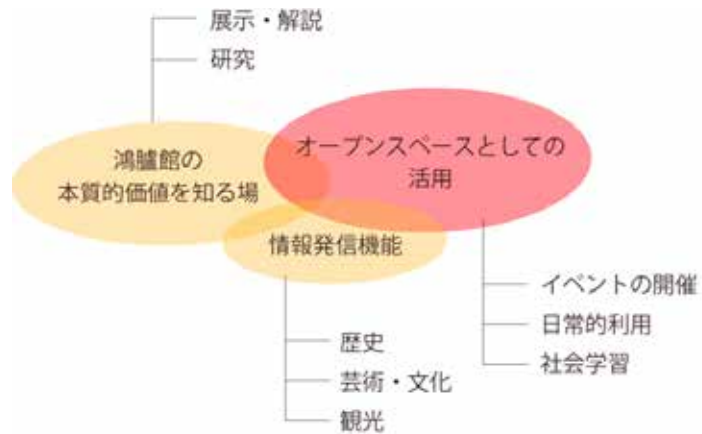 展示・解説
研究
鴻臚館の
本質的価値を知る場
オープンスペースとしての
活用
情報発信機能
イベントの開催
日常的利用
社会学習
歴史
芸術・文化
観光